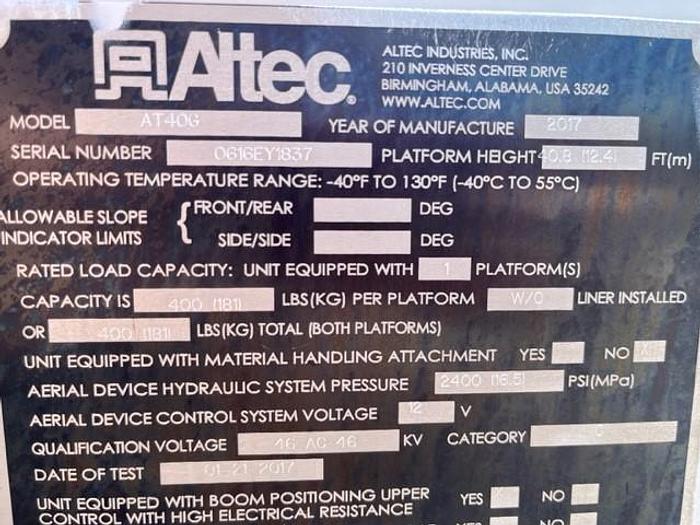 Altec
ALTEC INDUSTRIES, INC.
210 INVERNESS CENTER DRIVE
BIRMINGHAM, ALABAMA, USA 35242
WWW.ALTEC.COM
MODEL AT40G YEAR OF MANUFACTURE 2017
SERIAL NUMBER 0616EY1837 PLATFORM HEIGHT 40.8 (12.4) FT(m)
OPERATING TEMPERATURE RANGE: -40°F TO 130°F (-40°C TO 55°C)
ALLOWABLE SLOPE INDICATOR LIMITS { FRONT/REAR DEG
SIDE/SIDE DEG
RATED LOAD CAPACITY: UNIT EQUIPPED WITH 1 PLATFORM(S)
CAPACITY IS 400 (181) LBS(KG) PER PLATFORM W/O LINER INSTALLED
OR 400 (181) LBS(KG) TOTAL (BOTH PLATFORMS)
UNIT EQUIPPED WITH MATERIAL HANDLING ATTACHMENT YES NO X
AERIAL DEVICE HYDRAULIC SYSTEM PRESSURE 2400 (16.5) PSI(MPa)
AERIAL DEVICE CONTROL SYSTEM VOLTAGE 12 V
QUALIFICATION VOLTAGE 46 AC 46 KV CATEGORY C
DATE OF TEST 01-21-2017
UNIT EQUIPPED WITH BOOM POSITIONING UPPER YES NO
CONTROL WITH HIGH ELECTRICAL RESISTANCE
YES NO